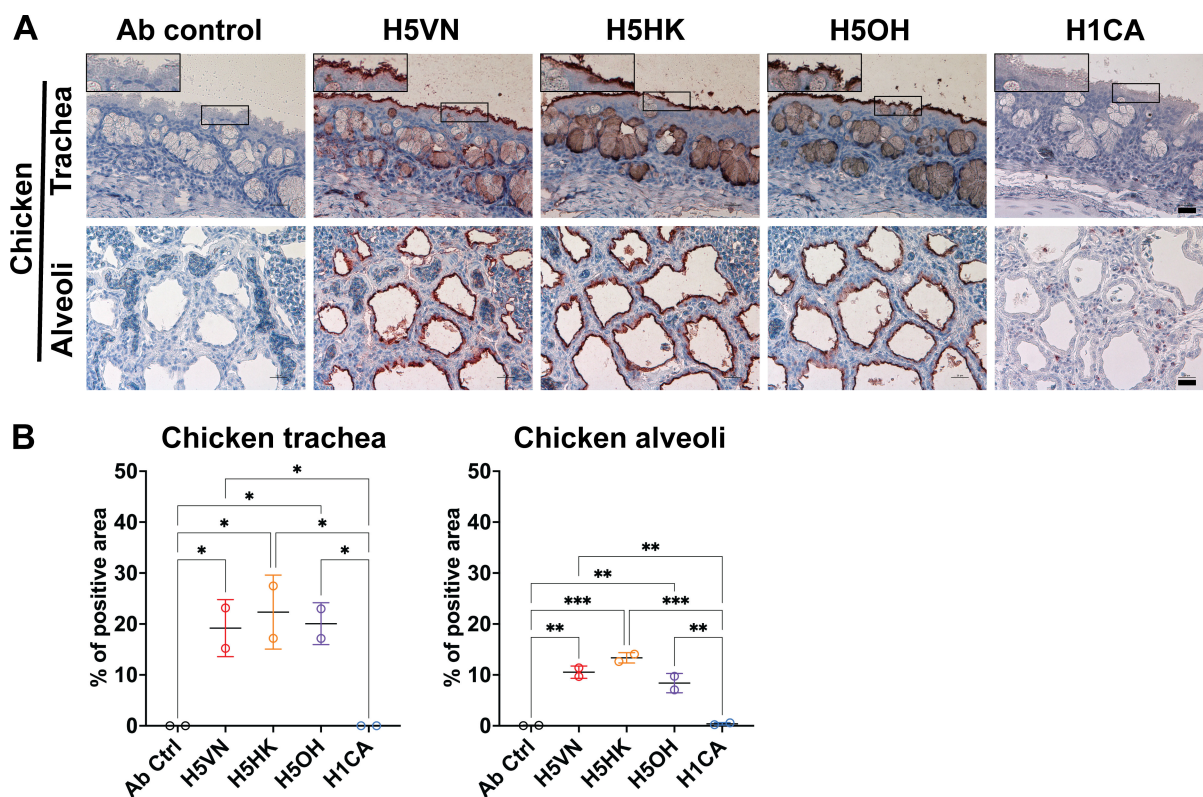 A
Ab control
H5VN
H5HK
H5OH
H1CA
Chicken
Trachea
Alveoli
B
Chicken trachea
% of positive area
50
40
30
20
10
0
*
*
*
*
*
*
Ab Ctrl
H5VN
H5HK
H5OH
H1CA
Chicken alveoli
% of positive area
50
40
30
20
10
0
**
**
***
***
**
**
Ab Ctrl
H5VN
H5HK
H5OH
H1CA